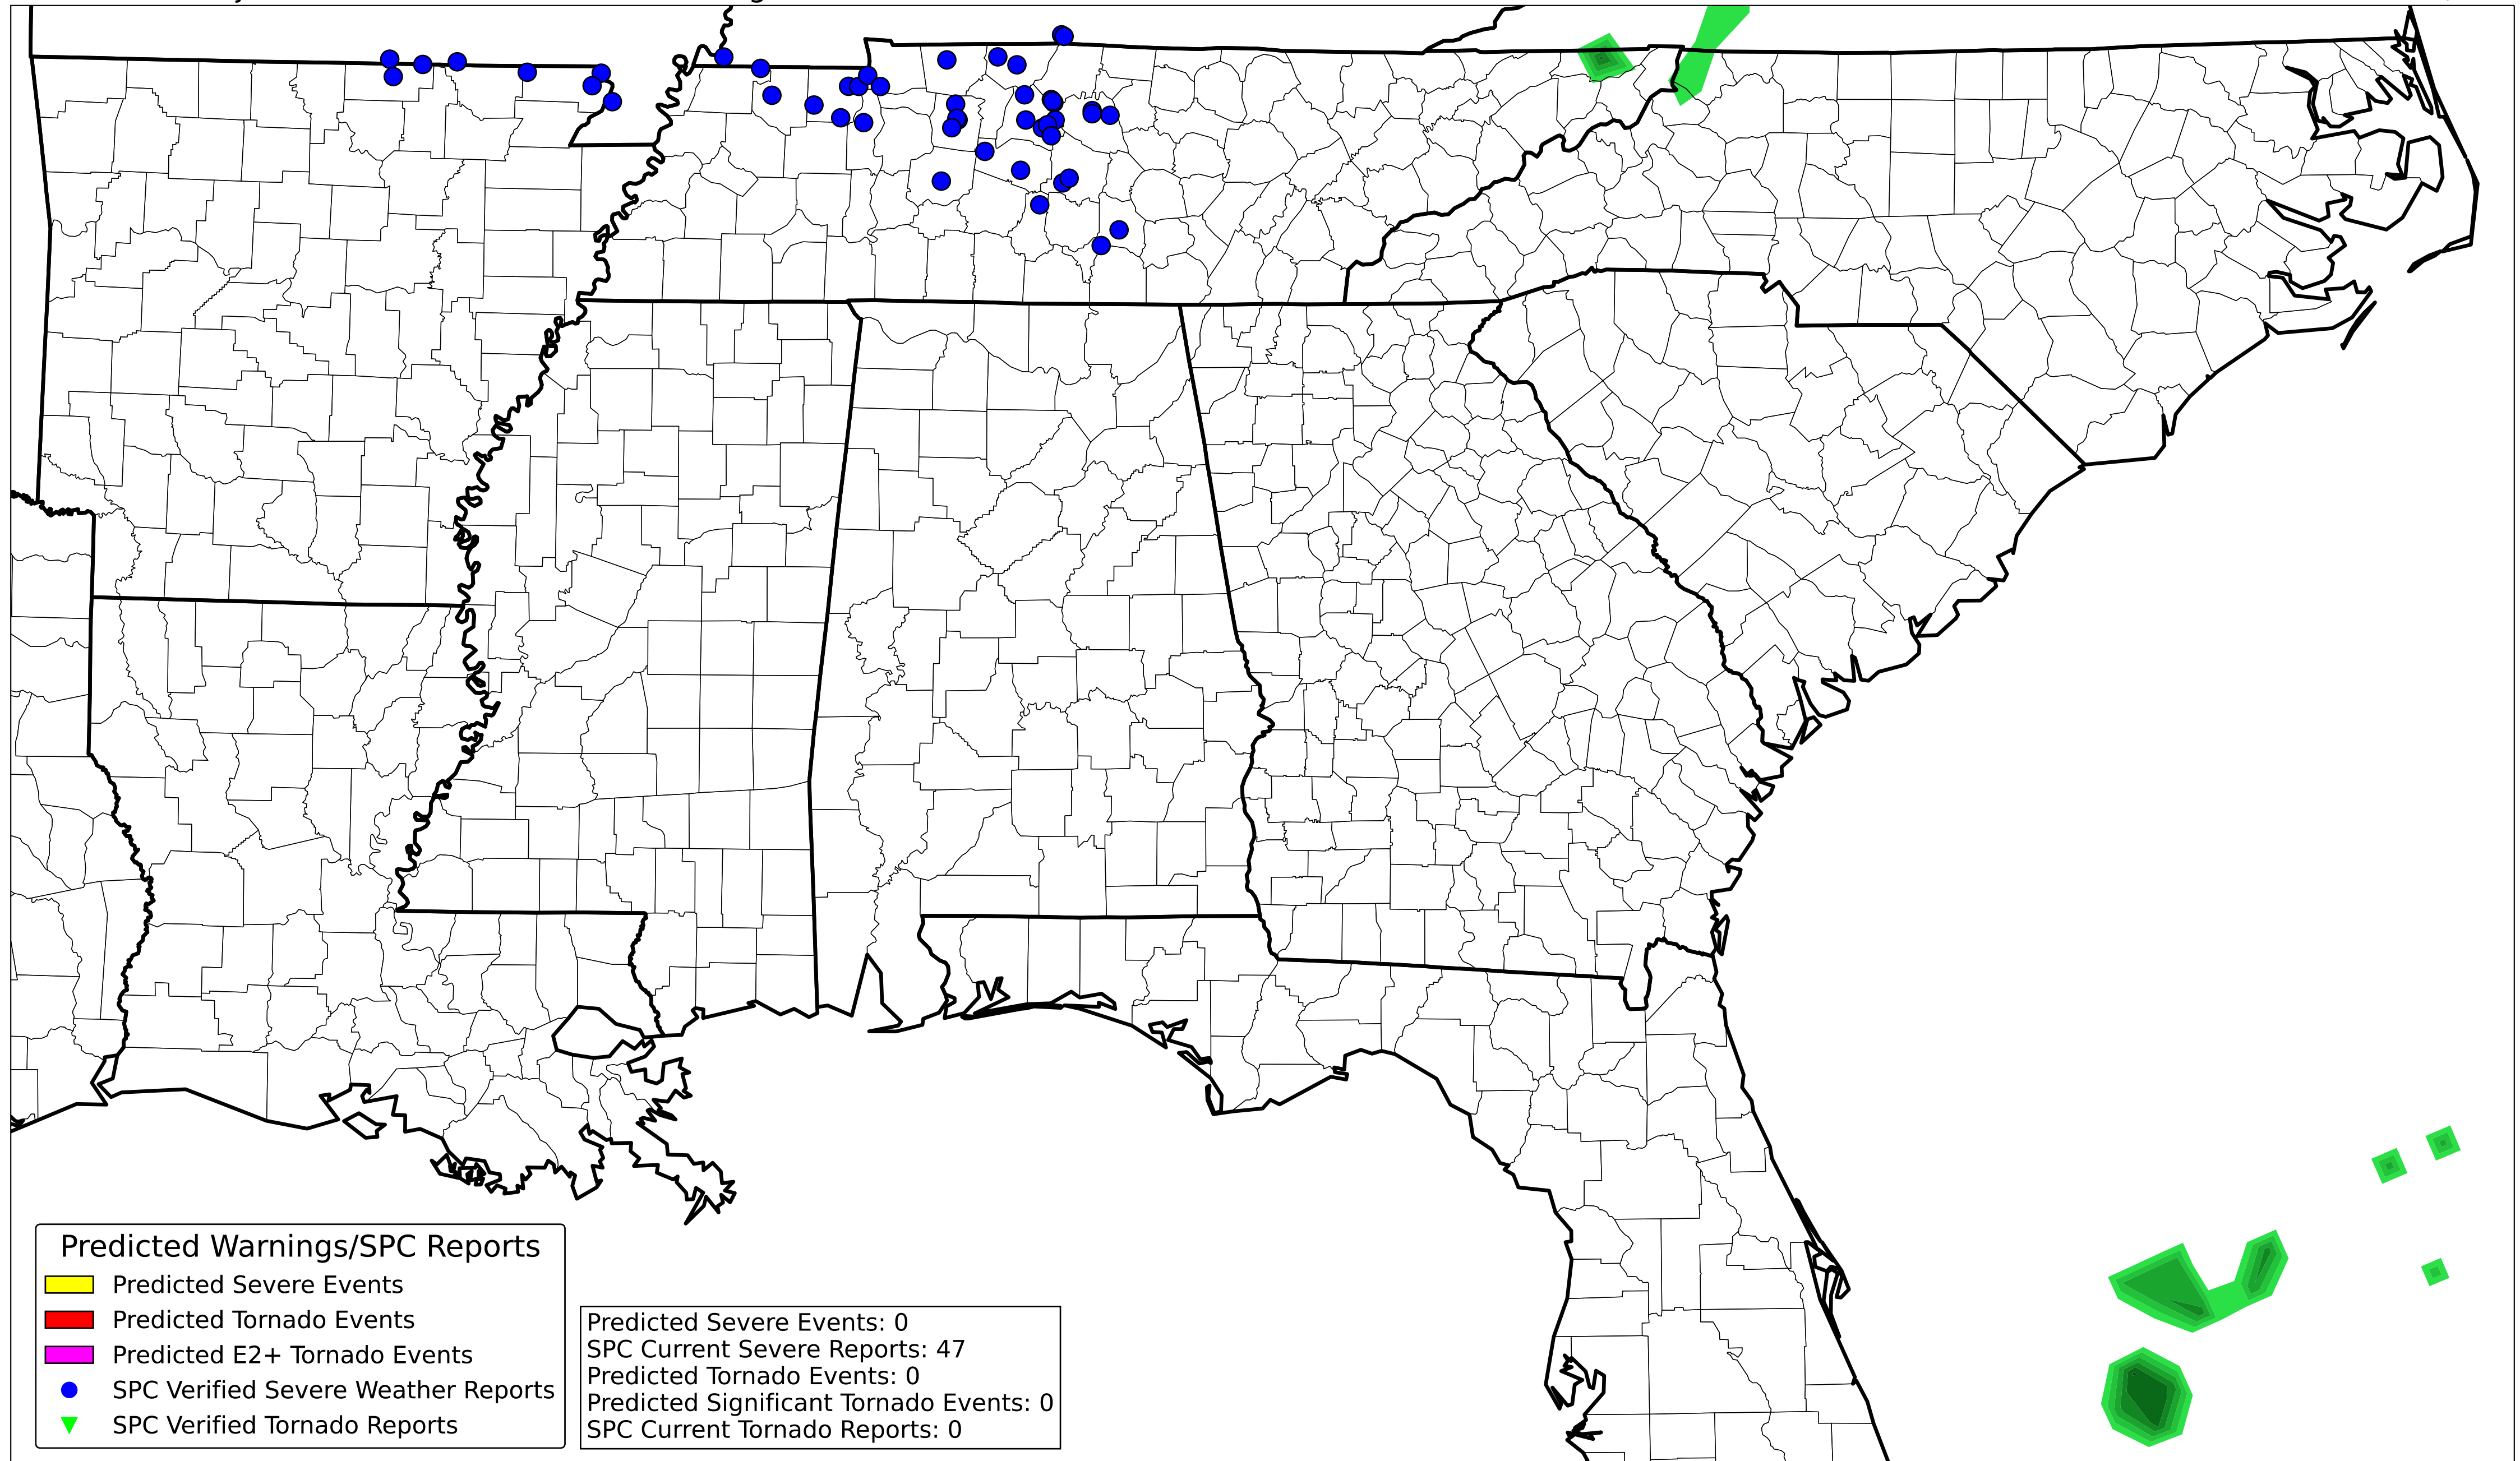 Predicted Warnings/SPC Reports
Predicted Severe Events
Predicted Tornado Events
Predicted E2+ Tornado Events
SPC Verified Severe Weather Reports
SPC Verified Tornado Reports
Predicted Severe Events: 0
SPC Current Severe Reports: 47
Predicted Tornado Events: 0
Predicted Significant Tornado Events: 0
SPC Current Tornado Reports: 0